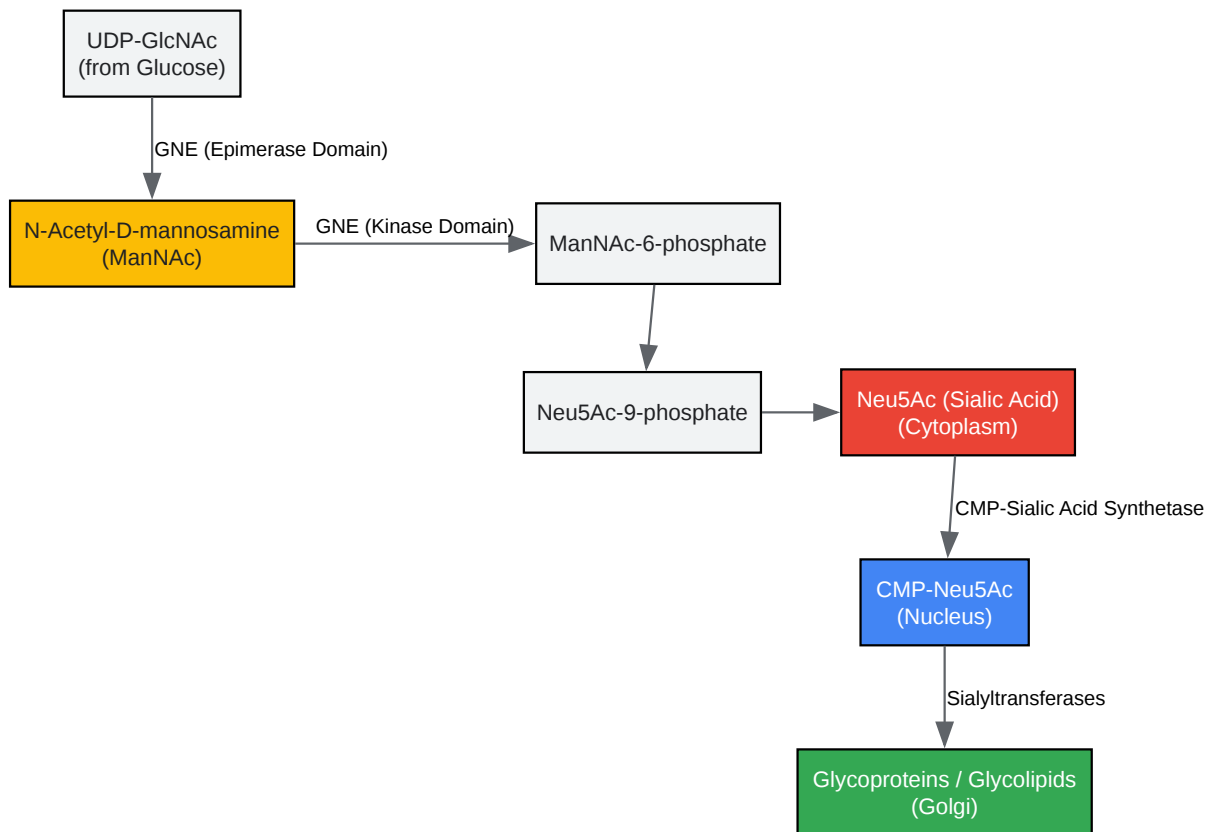 UDP-GlcNAc
(from Glucose)
GNE (Epimerase Domain)
N-Acetyl-D-mannosamine
(ManNAc)
GNE (Kinase Domain)
ManNAc-6-phosphate
Neu5Ac-9-phosphate
Neu5Ac (Sialic Acid)
(Cytoplasm)
CMP-Sialic Acid Synthetase
CMP-Neu5Ac
(Nucleus)
Sialyltransferases
Glycoproteins / Glycolipids
(Golgi)